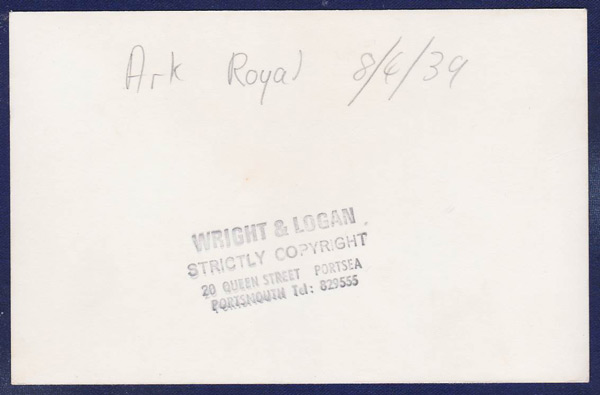 Ark Royal 8/4/39
WRIGHT & LOGAN.
STRICTLY COPYRIGHT
20 QUEEN STREET PORTSEA
PORTSMOUTH Tel: 829555